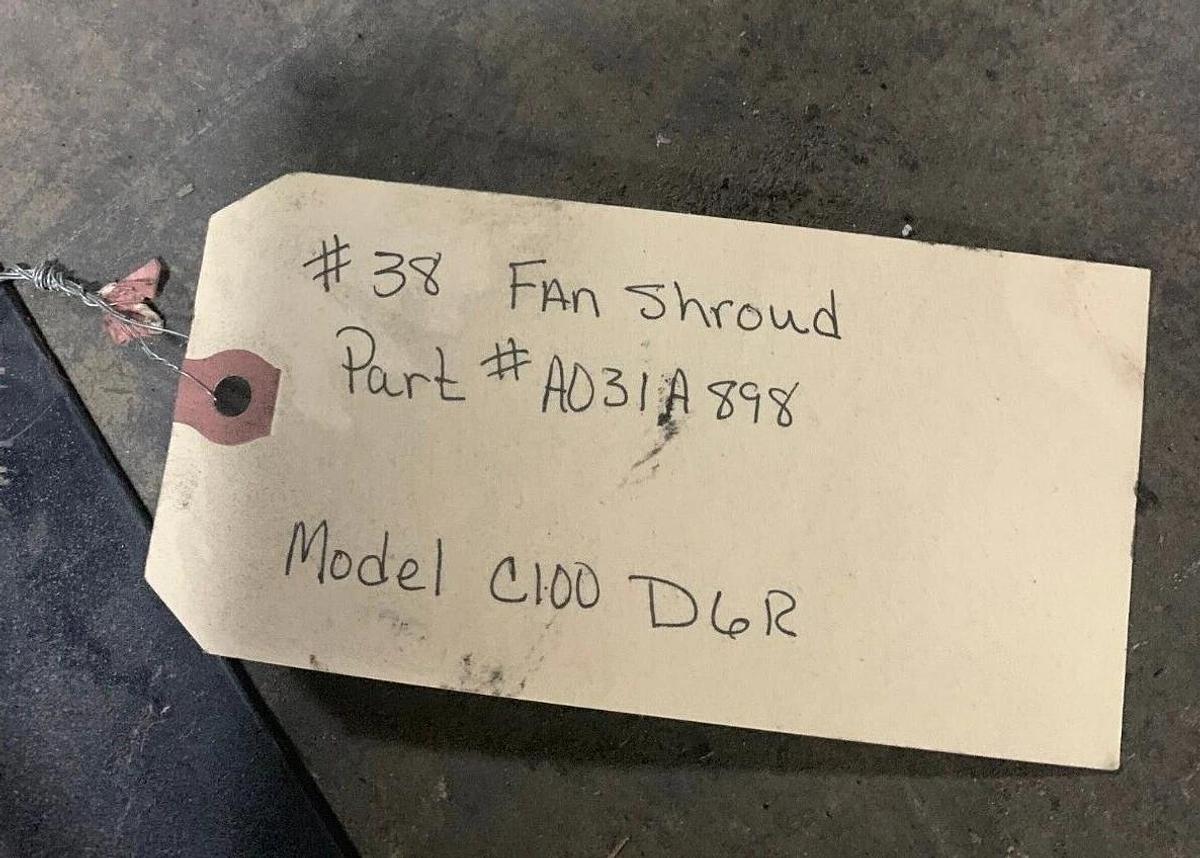 #38 FAn Shroud
Part # A031A898
Model C100 D6R